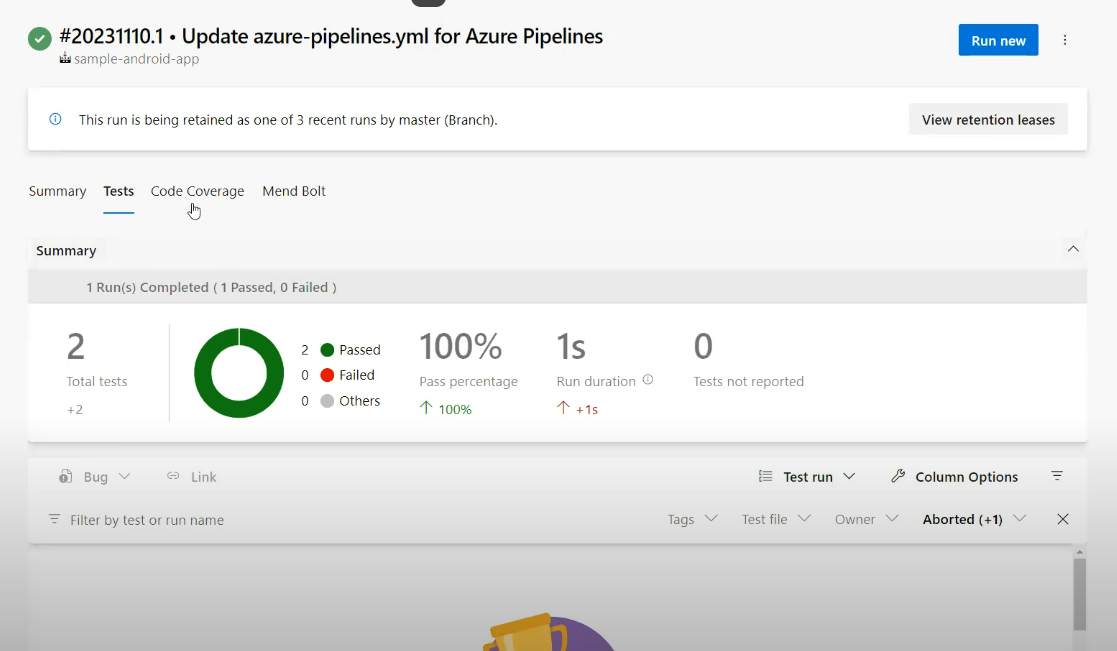 #20231110.1 • Update azure-pipelines.yml for Azure Pipelines
sample-android-app
Run new
This run is being retained as one of 3 recent runs by master (Branch).
View retention leases
Summary Tests Code Coverage Mend Bolt
Summary
1 Run(s) Completed ( 1 Passed, 0 Failed )
2
Total tests
+2
2 Passed
0 Failed
0 Others
100%
Pass percentage
100%
1s
Run duration
+1s
0
Tests not reported
Bug Link Test run Column Options
Filter by test or run name Tags Test file Owner Aborted (+1)